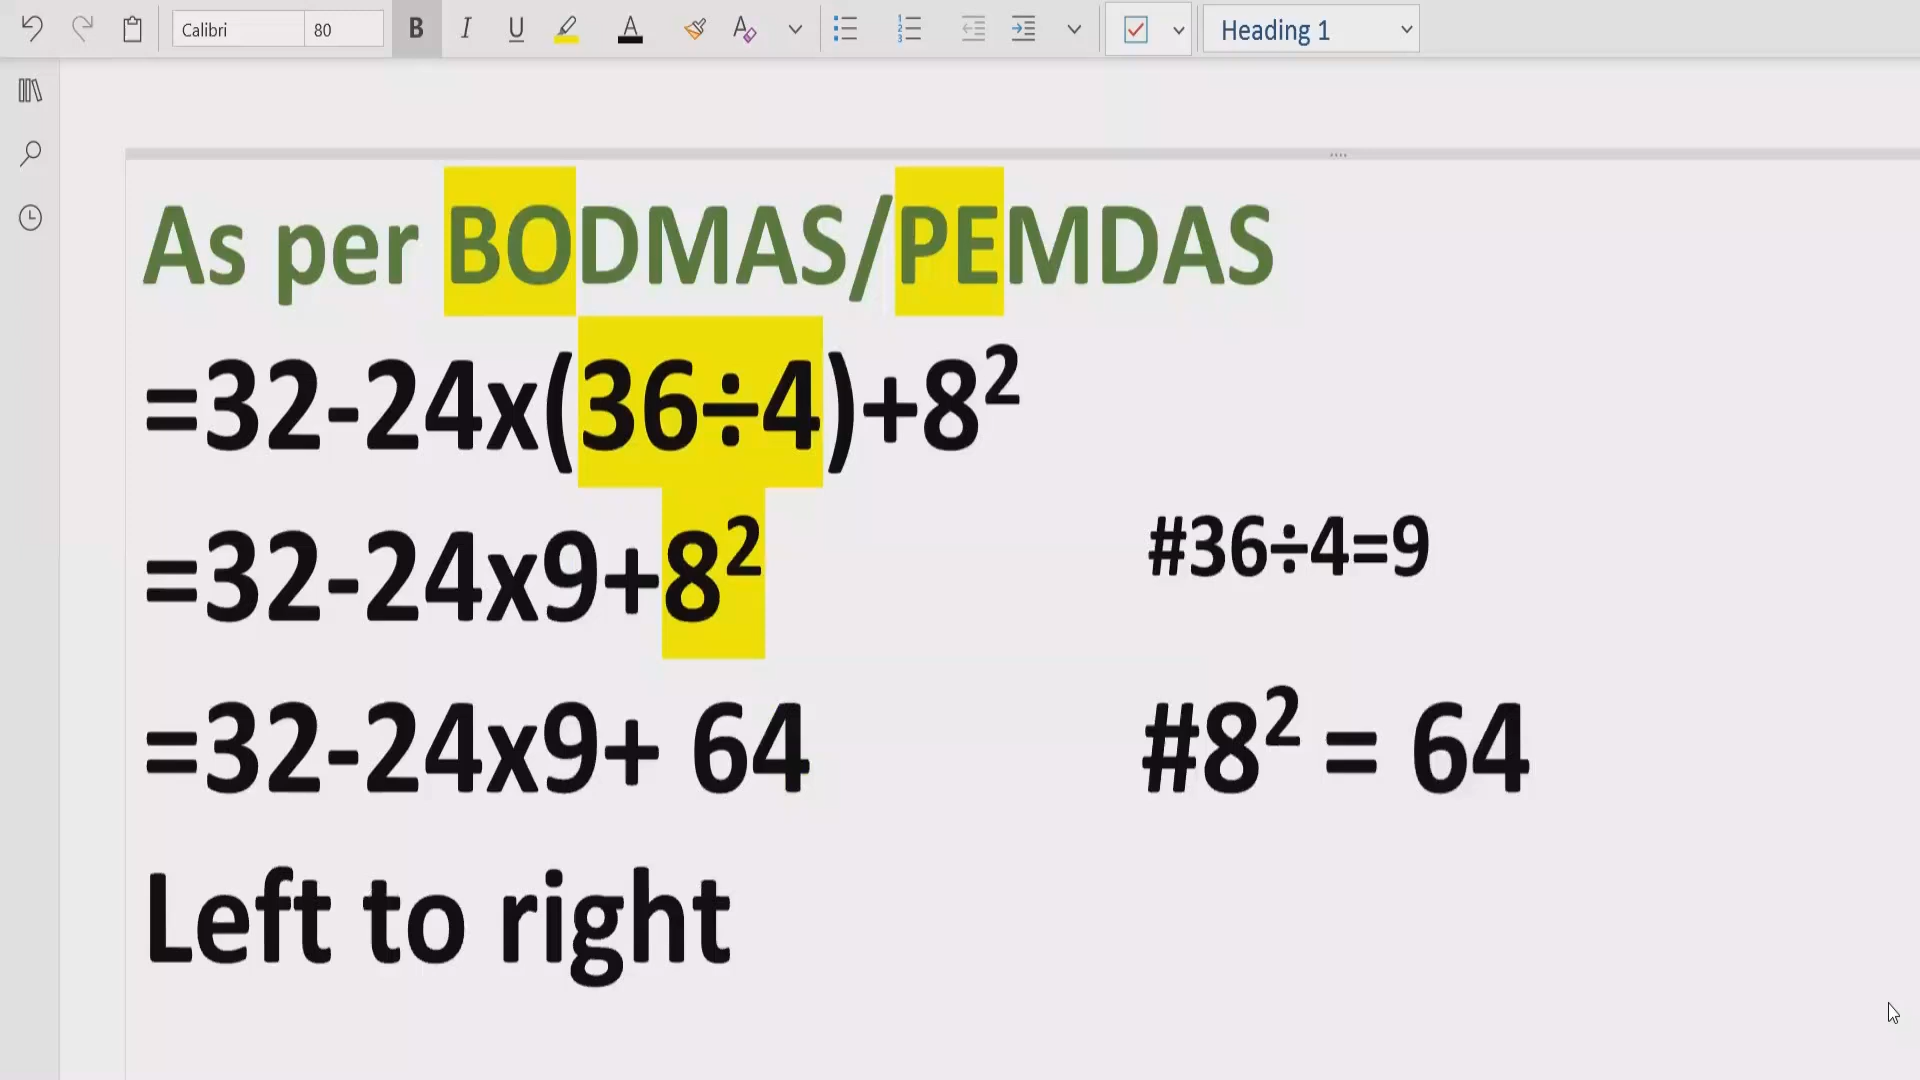 Calibri 80 B I U A A Heading 1
As per BODMAS/PEMDAS
=32-24x(36÷4)+8²
=32-24x9+8² #36÷4=9
=32-24x9+ 64 #8² = 64
Left to right